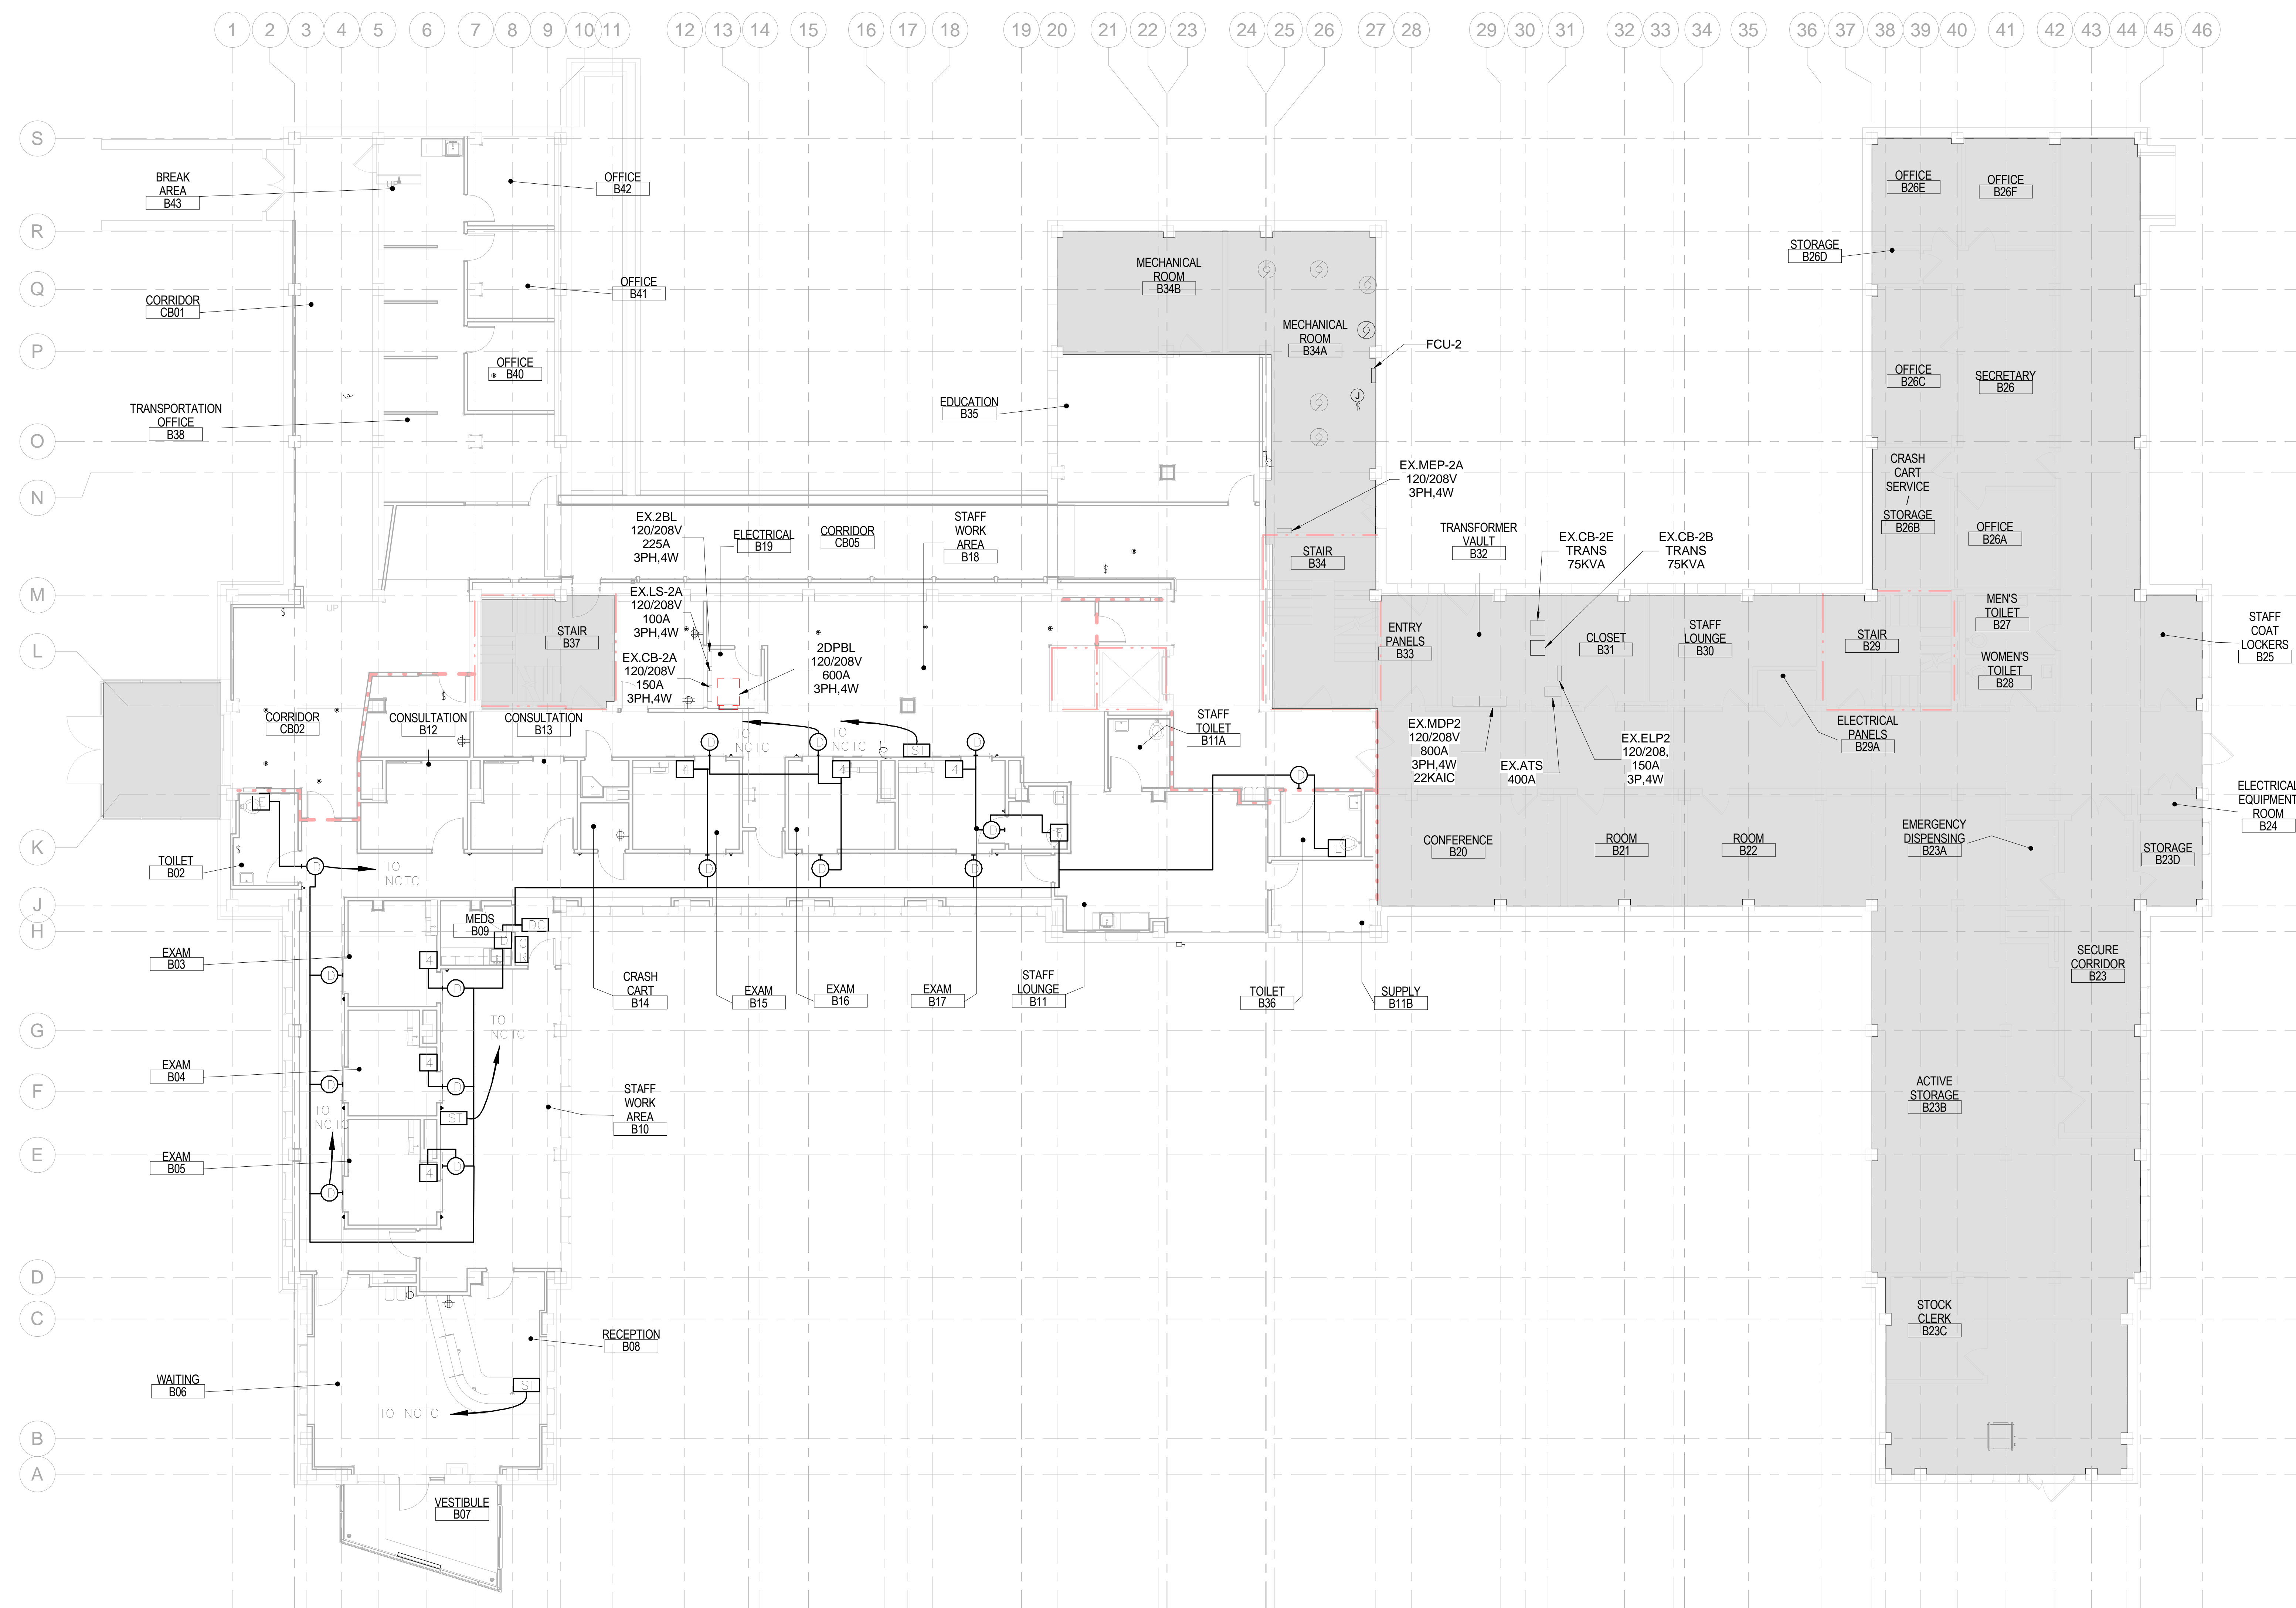 1 2 3 4 5 6 7 8 9 10 11 12 13 14 15 16 17 18 19 20 21 22 23 24 25 26 27 28 29 30 31 32 33 34 35 36 37 38 39 40 41 42 43 44 45 46
S
R
Q
P
O
N
M
L
K
J
H
G
F
E
D
C
B
A
BREAK
AREA
B43
UP
OFFICE
B42
CORRIDOR
CB01
OFFICE
B41
OFFICE
B40
TRANSPORTATION
OFFICE
B38
MECHANICAL
ROOM
B34B
MECHANICAL
ROOM
B34A
FCU-2
J
EDUCATION
B35
EX.MEP-2A
120/208V
3PH,4W
STAIR
B34
OFFICE
B26E
OFFICE
B26F
STORAGE
B26D
OFFICE
B26C
SECRETARY
B26
CRASH
CART
SERVICE
/
STORAGE
B26B
OFFICE
B26A
EX.2BL
120/208V
225A
3PH,4W
ELECTRICAL
B19
CORRIDOR
CB05
STAFF
WORK
AREA
B18
TRANSFORMER
VAULT
B32
EX.CB-2E
TRANS
75KVA
EX.CB-2B
TRANS
75KVA
UP
STAIR
B37
EX.LS-2A
120/208V
100A
3PH,4W
EX.CB-2A
120/208V
150A
3PH,4W
2DPBL
120/208V
600A
3PH,4W
ENTRY
PANELS
B33
CLOSET
B31
STAFF
LOUNGE
B30
STAIR
B29
MEN'S
TOILET
B27
WOMEN'S
TOILET
B28
STAFF
COAT
LOCKERS
B25
CORRIDOR
CB02
CONSULTATION
B12
CONSULTATION
B13
TO
NCTC
TO
NCTC
ST
STAFF
TOILET
B11A
EX.MDP2
120/208V
800A
3PH,4W
22KAIC
EX.ATS
400A
EX.ELP2
120/208,
150A
3P,4W
ELECTRICAL
PANELS
B29A
D D D
4 4 4
D
E
E
D
E
D
D D D
TO
NCTC
TOILET
B02
CONFERENCE
B20
ROOM
B21
ROOM
B22
EMERGENCY
DISPENSING
B23A
STORAGE
B23D
ELECTRICAL
EQUIPMENT
ROOM
B24
MEDS
B09
DC
EXAM
B03
4
D
D
CRASH
CART
B14
EXAM
B15
EXAM
B16
EXAM
B17
STAFF
LOUNGE
B11
TOILET
B36
SUPPLY
B11B
SECURE
CORRIDOR
B23
TO
NCTC
EXAM
B04
4
D
D
ST
TO
NCTC
STAFF
WORK
AREA
B10
ACTIVE
STORAGE
B23B
EXAM
B05
4
D
D
STOCK
CLERK
B23C
RECEPTION
B08
WAITING
B06
ST
TO NCTC
VESTIBULE
B07